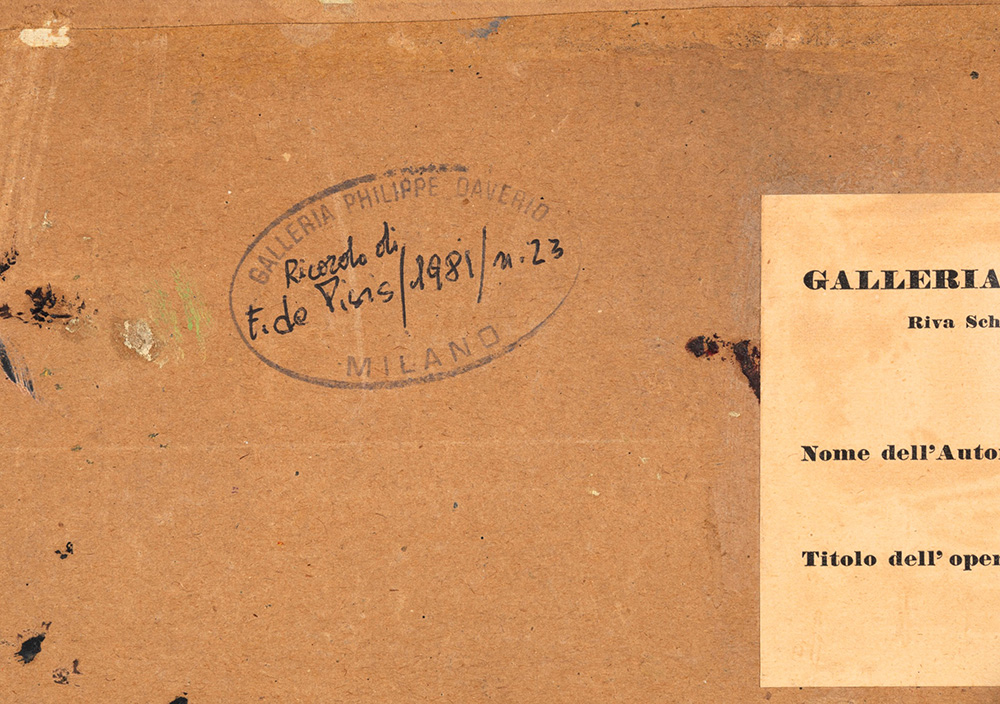 GALLERIA PHILIPPE DAVERIO
Ricordo di
F. de Pisis/1981/n. 23
MILANO
GALLERIA
Riva Sch
Nome dell'Autor
Titolo dell'oper